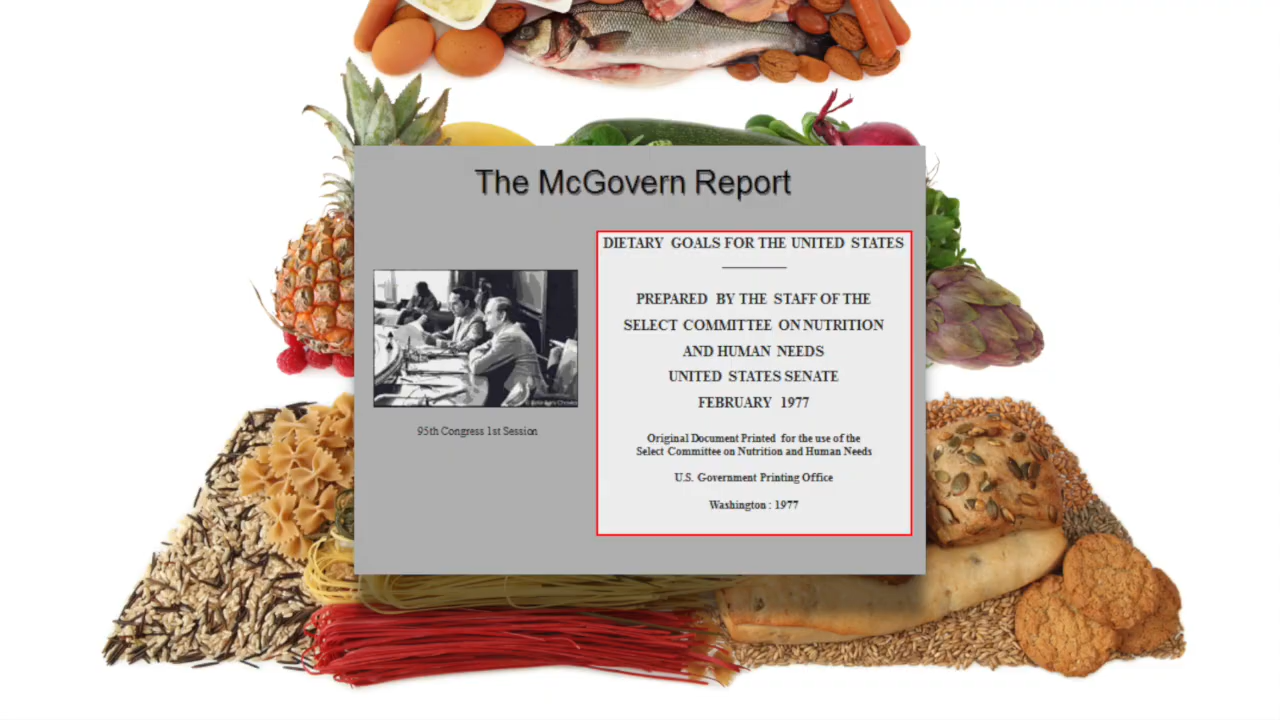 The McGovern Report
DIETARY GOALS FOR THE UNITED STATES
PREPARED BY THE STAFF OF THE
SELECT COMMITTEE ON NUTRITION
AND HUMAN NEEDS
UNITED STATES SENATE
FEBRUARY 1977
Original Document Printed for the use of the
Select Committee on Nutrition and Human Needs
U.S. Government Printing Office
Washington : 1977
95th Congress 1st Session